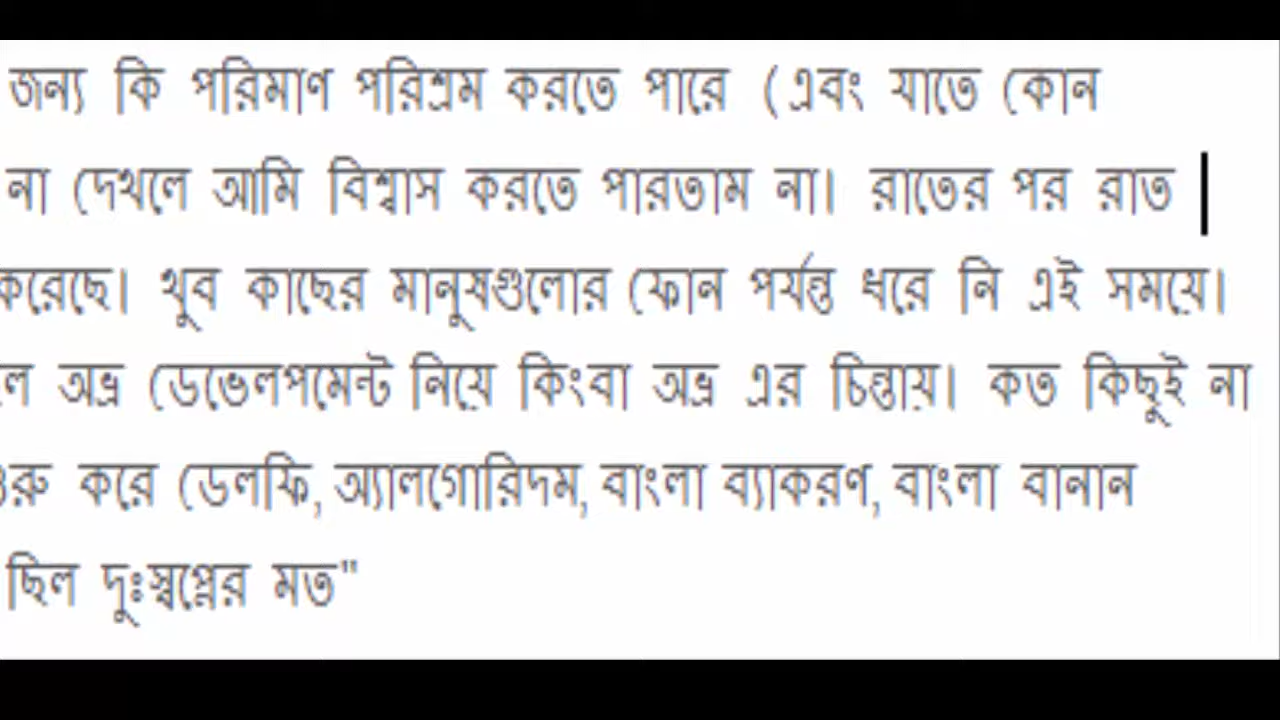 জন্য কি পরিমাণ পরিশ্রম করতে পারে (এবং যাতে কোন
না দেখলে আমি বিশ্বাস করতে পারতাম না। রাতের পর রাত
করেছে। খুব কাছের মানুষগুলোর ফোন পর্যন্ত ধরে নি এই সময়ে।
অভ্র ডেভেলপমেন্ট নিয়ে কিংবা অভ্র এর চিন্তায়। কত কিছুই না
করে ডেলফি, অ্যালগোরিদম, বাংলা ব্যাকরণ, বাংলা বানান
ছিল দুঃস্বপ্নের মত"